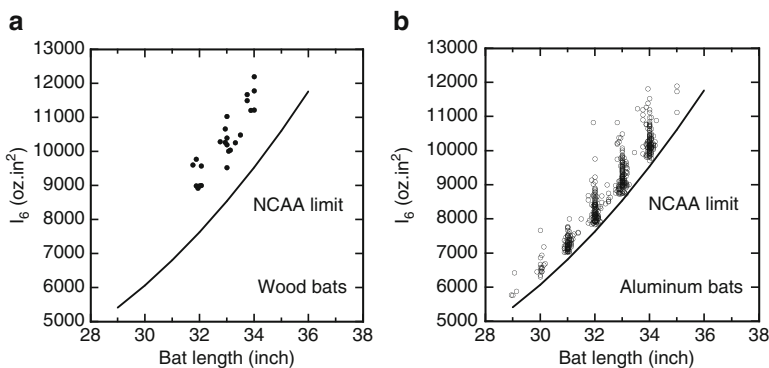 a
13000
12000
11000
10000
9000
8000
7000
6000
5000
I6 (oz.in2)
NCAA limit
Wood bats
28 30 32 34 36 38
Bat length (inch)
b
13000
12000
11000
10000
9000
8000
7000
6000
5000
I6 (oz.in2)
NCAA limit
Aluminum bats
28 30 32 34 36 38
Bat length (inch)